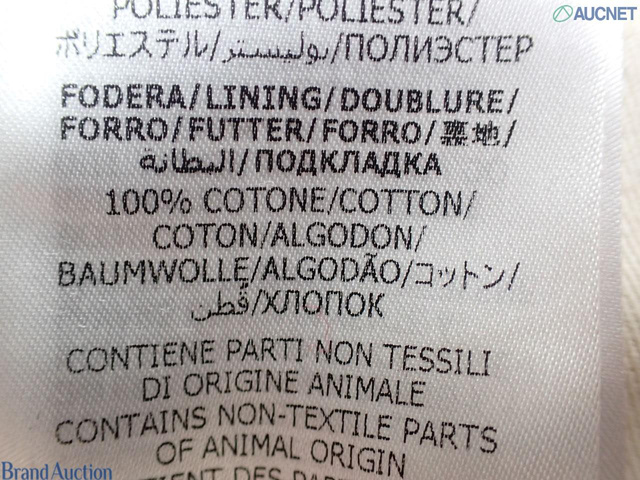 POLIESTER/POLIESTER/
ポリエステル/بوليستر/ПОЛИЭСТЕР
FODERA/LINING/DOUBLURE/
FORRO/FUTTER/FORRO/裏地/
البطانة/ПОДКЛАДКА
100% COTONE/COTTON/
COTON/ALGODON/
BAUMWOLLE/ALGODÃO/コットン/
قُطن/ХЛОПОК
CONTIENE PARTI NON TESSILI
DI ORIGINE ANIMALE
CONTAINS NON-TEXTILE PARTS
OF ANIMAL ORIGIN
AUCNET
Brand Auction